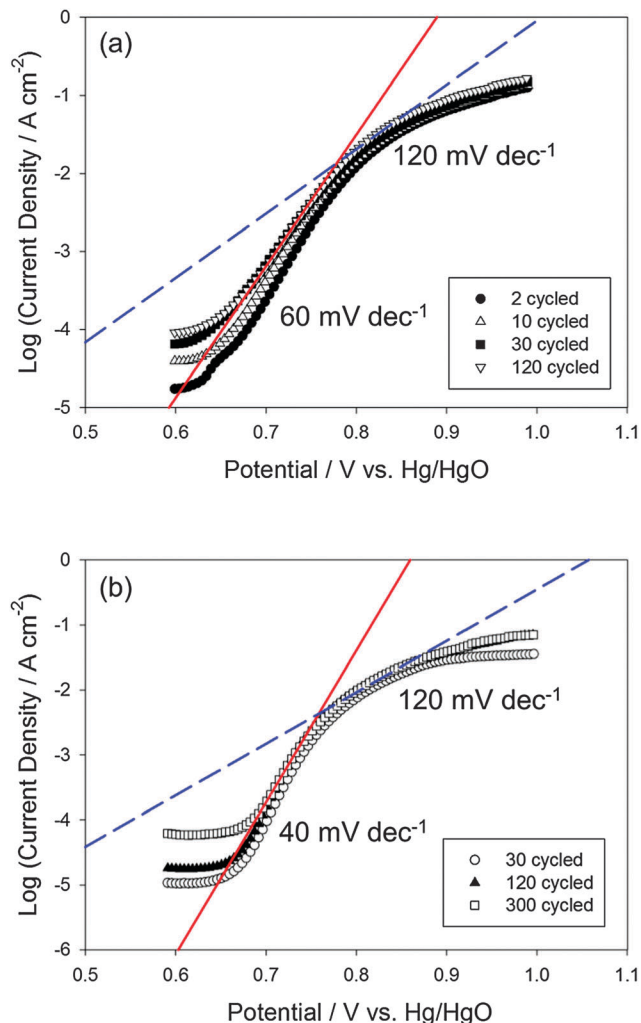 (a)
0
-1
-2
-3
-4
-5
Log (Current Density / A cm-2)
120 mV dec-1
60 mV dec-1
2 cycled
10 cycled
30 cycled
120 cycled
0.5 0.6 0.7 0.8 0.9 1.0 1.1
Potential / V vs. Hg/HgO
(b)
0
-1
-2
-3
-4
-5
-6
Log (Current Density / A cm-2)
120 mV dec-1
40 mV dec-1
30 cycled
120 cycled
300 cycled
0.5 0.6 0.7 0.8 0.9 1.0 1.1
Potential / V vs. Hg/HgO